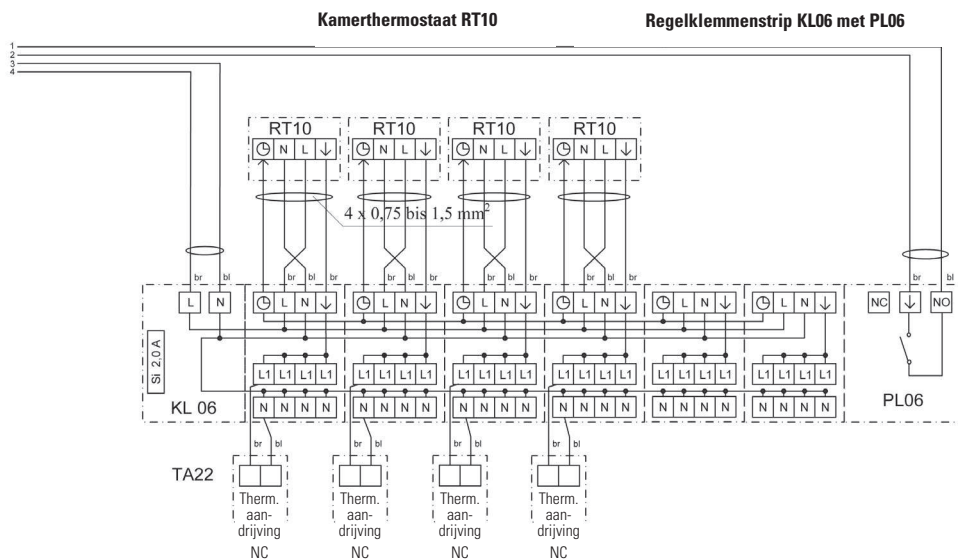 Kamerthermostaat RT10 Regelklemmenstrip KL06 met PL06
1
2
3
4
RT10 RT10 RT10 RT10
N L ↓ N L ↓ N L ↓ N L ↓
4 x 0,75 bis 1,5 mm²
br bl br bl br br bl br br bl br br bl br br bl
L N L N ↓ L N ↓ L N ↓ L N ↓ L N ↓ L N ↓ NC ↓ NO
Si 2,0 A
L1 L1 L1 L1 L1 L1 L1 L1 L1 L1 L1 L1 L1 L1 L1 L1 L1 L1 L1 L1 L1 L1 L1 L1
KL 06 N N N N N N N N N N N N N N N N N N N N N N N N PL06
br bl br bl br bl br bl
TA22
Therm. Therm. Therm. Therm.
aan- aan- aan- aan-
drijving drijving drijving drijving
NC NC NC NC